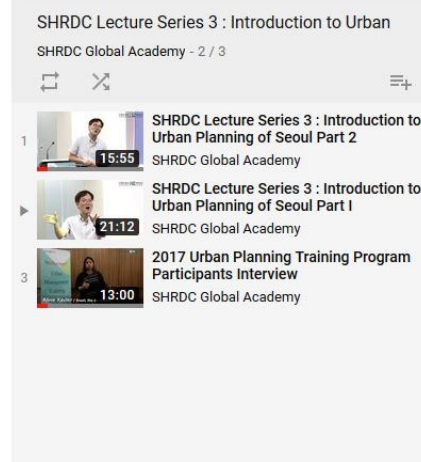 SHRDC Lecture Series 3 : Introduction to Urban
SHRDC Global Academy - 2 / 3
1
15:55
SHRDC Lecture Series 3 : Introduction to
Urban Planning of Seoul Part 2
SHRDC Global Academy
21:12
SHRDC Lecture Series 3 : Introduction to
Urban Planning of Seoul Part I
SHRDC Global Academy
3
13:00
2017 Urban Planning Training Program
Participants Interview
SHRDC Global Academy